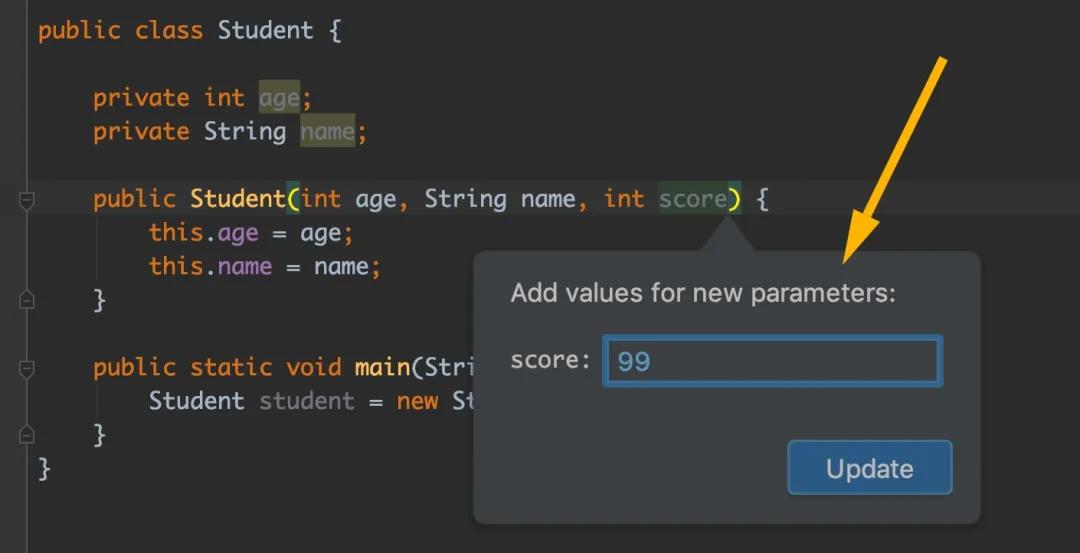 public class Student {
private int age;
private String name;
public Student(int age, String name, int score) {
this.age = age;
this.name = name;
}
public static void main(Stri
Student student = new St
}
}
Add values for new parameters:
score: 99
Update